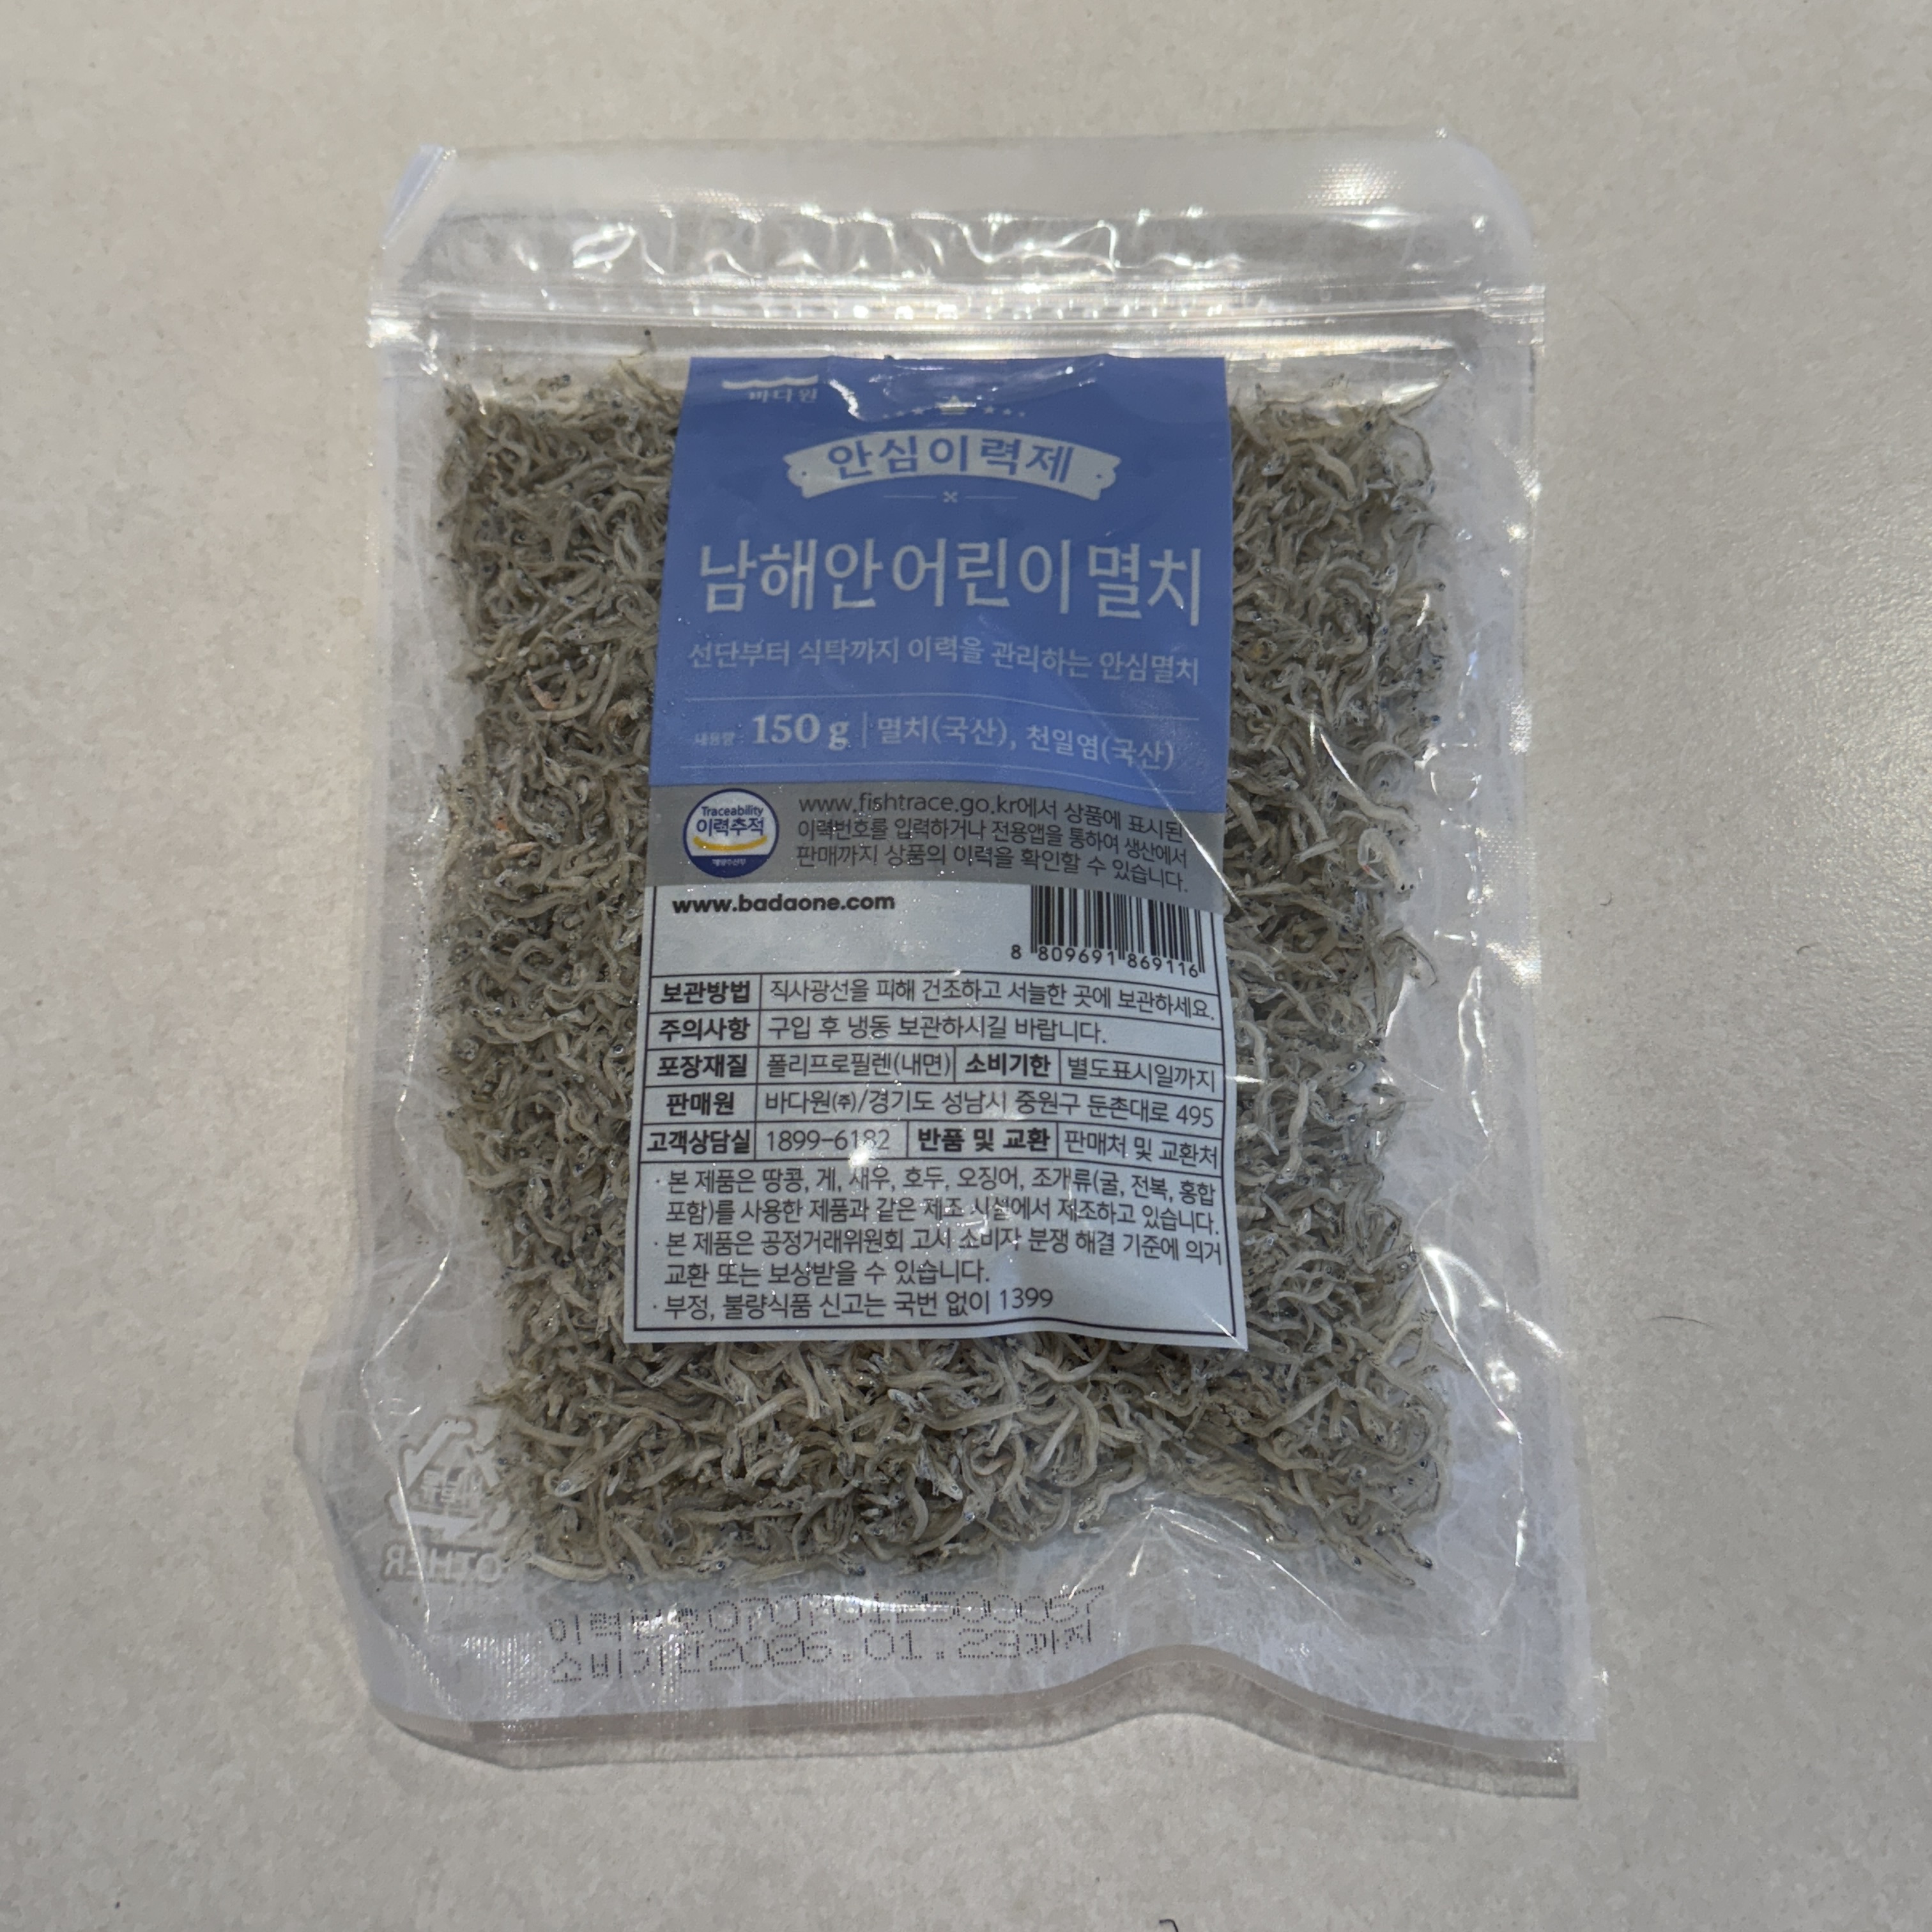 바다원
안심이력제
남해안어린이멸치
선단부터 식탁까지 이력을 관리하는 안심멸치
내용량 : 150 g | 멸치(국산), 천일염(국산)
Traceability
이력추적
해양수산부
www.fishtrace.go.kr에서 상품에 표시된
이력번호를 입력하거나 전용앱을 통하여 생산에서
판매까지 상품의 이력을 확인할 수 있습니다.
www.badaone.com
8 809691 869116
보관방법 직사광선을 피해 건조하고 서늘한 곳에 보관하세요.
주의사항 구입 후 냉동 보관하시길 바랍니다.
포장재질 폴리프로필렌(내면) 소비기한 별도표시일까지
판매원 바다원㈜/경기도 성남시 중원구 둔촌대로 495
고객상담실 1899-6182 반품 및 교환 판매처 및 교환처
· 본 제품은 땅콩, 게, 새우, 호두, 오징어, 조개류(굴, 전복, 홍합
포함)를 사용한 제품과 같은 제조 시설에서 제조하고 있습니다.
· 본 제품은 공정거래위원회 고시 소비자 분쟁 해결 기준에 의거
교환 또는 보상받을 수 있습니다.
· 부정, 불량식품 신고는 국번 없이 1399
OTHER
이력번호
소비기한2026.01.23까지